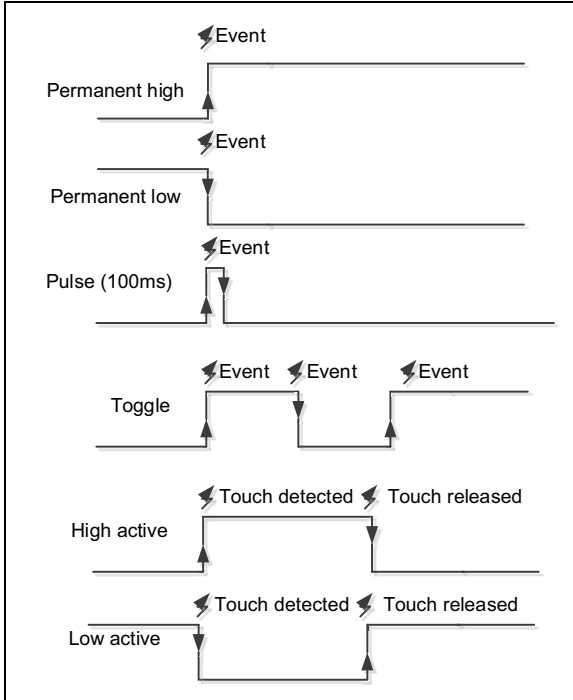 Event
Permanent high
Event
Permanent low
Event
Pulse (100ms)
Event Event Event
Toggle
Touch detected Touch released
High active
Touch detected Touch released
Low active